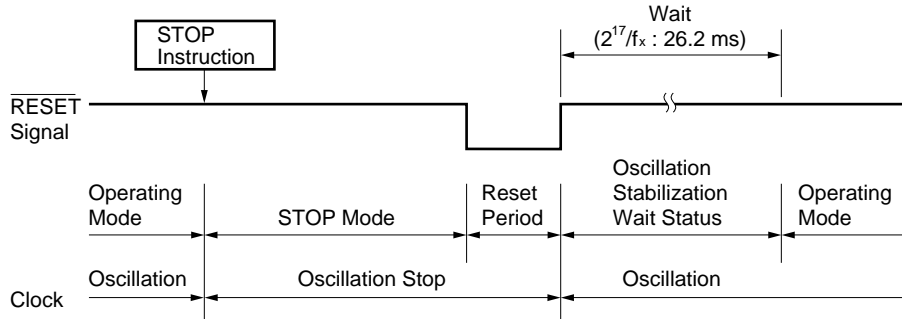 Wait
(2¹⁷/fₓ : 26.2 ms)
STOP
Instruction
RESET
Signal
Operating
Mode
STOP Mode
Reset
Period
Oscillation
Stabilization
Wait Status
Operating
Mode
Clock
Oscillation
Oscillation Stop
Oscillation